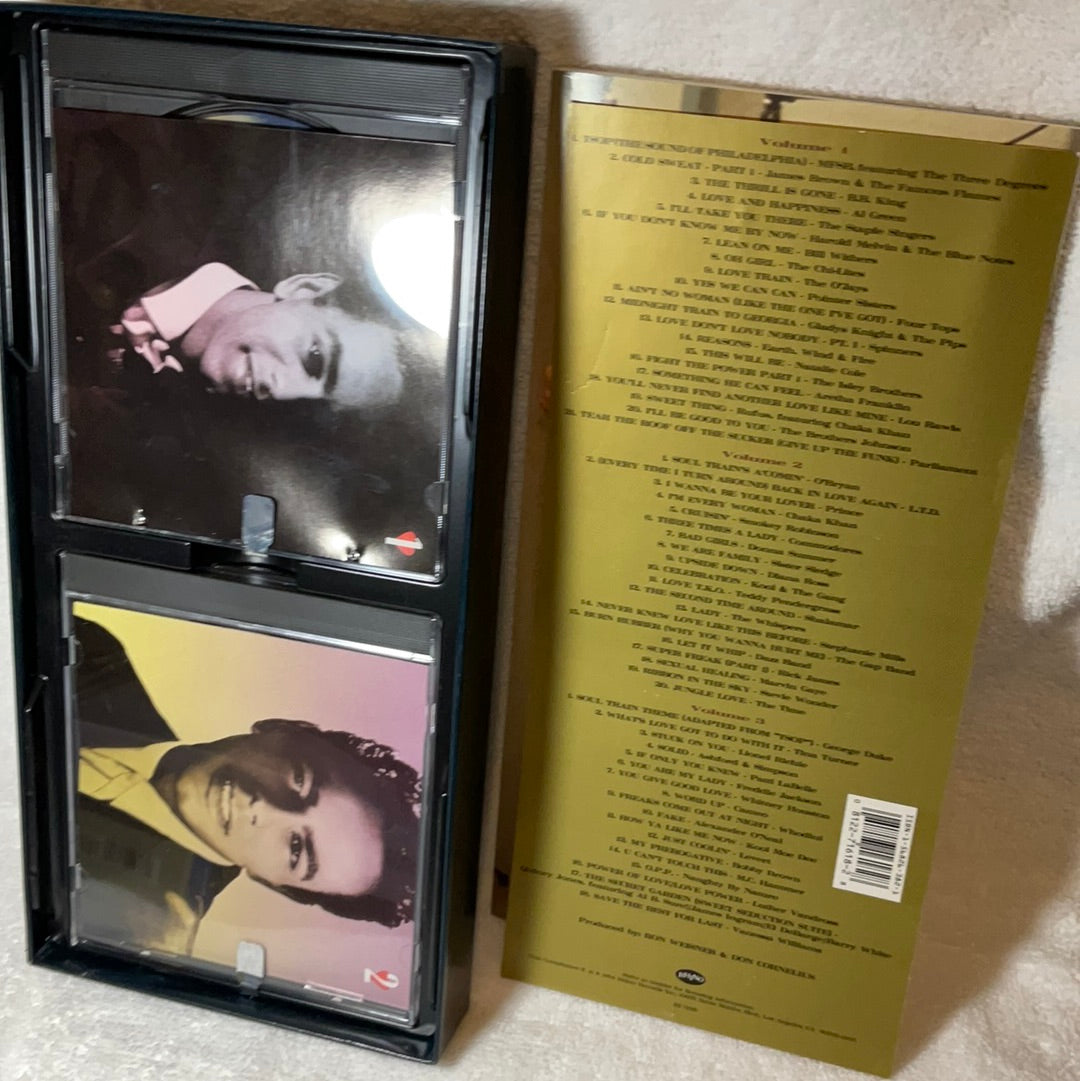 1
2
Volume 1
1. TSOP (THE SOUND OF PHILADELPHIA) - MFSB, featuring The Three Degrees
2. COLD SWEAT - PART 1 - James Brown & The Famous Flames
3. THE THRILL IS GONE - B.B. King
4. LOVE AND HAPPINESS - Al Green
5. I'LL TAKE YOU THERE - The Staple Singers
6. IF YOU DON'T KNOW ME BY NOW - Harold Melvin & The Blue Notes
7. LEAN ON ME - Bill Withers
8. OH GIRL - The Chi-Lites
9. LOVE TRAIN - The O'Jays
10. YES WE CAN CAN - Pointer Sisters
11. AIN'T NO WOMAN (LIKE THE ONE I'VE GOT) - Four Tops
12. MIDNIGHT TRAIN TO GEORGIA - Gladys Knight & The Pips
13. LOVE DON'T LOVE NOBODY - PT. 1 - Spinners
14. REASONS - Earth, Wind & Fire
15. THIS WILL BE - Natalie Cole
16. FIGHT THE POWER PART 1 - The Isley Brothers
17. SOMETHING HE CAN FEEL - Aretha Franklin
18. YOU'LL NEVER FIND ANOTHER LOVE LIKE MINE - Lou Rawls
19. SWEET THING - Rufus, featuring Chaka Khan
20. I'LL BE GOOD TO YOU - The Brothers Johnson
21. TEAR THE ROOF OFF THE SUCKER (GIVE UP THE FUNK) - Parliament
Volume 2
1. SOUL TRAIN'S A'COMIN' - O'Bryan
2. (EVERY TIME I TURN AROUND) BACK IN LOVE AGAIN - L.T.D.
3. I WANNA BE YOUR LOVER - Prince
4. I'M EVERY WOMAN - Chaka Khan
5. CRUISIN' - Smokey Robinson
6. THREE TIMES A LADY - Commodores
7. BAD GIRLS - Donna Summer
8. WE ARE FAMILY - Sister Sledge
9. UPSIDE DOWN - Diana Ross
10. CELEBRATION - Kool & The Gang
11. LOVE T.K.O. - Teddy Pendergrass
12. THE SECOND TIME AROUND - Shalamar
13. LADY - The Whispers
14. NEVER KNEW LOVE LIKE THIS BEFORE - Stephanie Mills
15. BURN RUBBER (WHY YOU WANNA HURT ME) - The Gap Band
16. LET IT WHIP - Dazz Band
17. SUPER FREAK (PART 1) - Rick James
18. SEXUAL HEALING - Marvin Gaye
19. RIBBON IN THE SKY - Stevie Wonder
20. JUNGLE LOVE - The Time
Volume 3
1. SOUL TRAIN THEME (ADAPTED FROM "TSOP") - George Duke
2. WHAT'S LOVE GOT TO DO WITH IT - Tina Turner
3. STUCK ON YOU - Lionel Richie
4. SOLID - Ashford & Simpson
5. IF ONLY YOU KNEW - Patti LaBelle
6. YOU ARE MY LADY - Freddie Jackson
7. YOU GIVE GOOD LOVE - Whitney Houston
8. WORD UP - Cameo
9. FREAKS COME OUT AT NIGHT - Whodini
10. FAKE - Alexander O'Neal
11. HOW YA LIKE ME NOW - Kool Moe Dee
12. JUST COOLIN' - Levert
13. MY PREROGATIVE - Bobby Brown
14. U CAN'T TOUCH THIS - M.C. Hammer
15. O.P.P. - Naughty By Nature
16. POWER OF LOVE/LOVE POWER - Luther Vandross
17. THE SECRET GARDEN (SWEET SEDUCTION SUITE) -
Quincy Jones, featuring Al B. Sure!/James Ingram/El DeBarge/Barry White
18. SAVE THE BEST FOR LAST - Vanessa Williams
Produced by: RON WEISNER & DON CORNELIUS
RHINO
Refer to booklet for licensing information.
0 8122-71618-2 8